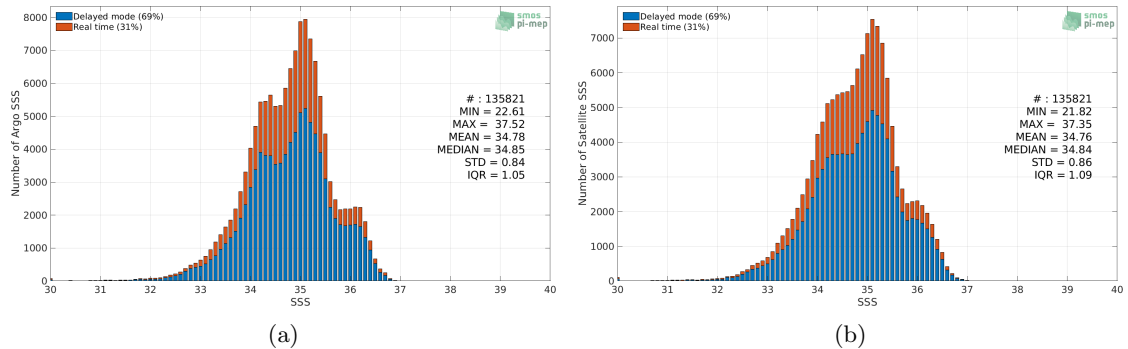 Delayed mode (69%)
Real time (31%)
smos
pi-mep
8000
7000
6000
5000
4000
3000
2000
1000
0
Number of Argo SSS
# : 135821
MIN = 22.61
MAX = 37.52
MEAN = 34.78
MEDIAN = 34.85
STD = 0.84
IQR = 1.05
30 31 32 33 34 35 36 37 38 39 40
SSS
(a)
Delayed mode (69%)
Real time (31%)
smos
pi-mep
7000
6000
5000
4000
3000
2000
1000
0
Number of Satellite SSS
# : 135821
MIN = 21.82
MAX = 37.35
MEAN = 34.76
MEDIAN = 34.84
STD = 0.86
IQR = 1.09
30 31 32 33 34 35 36 37 38 39 40
SSS
(b)